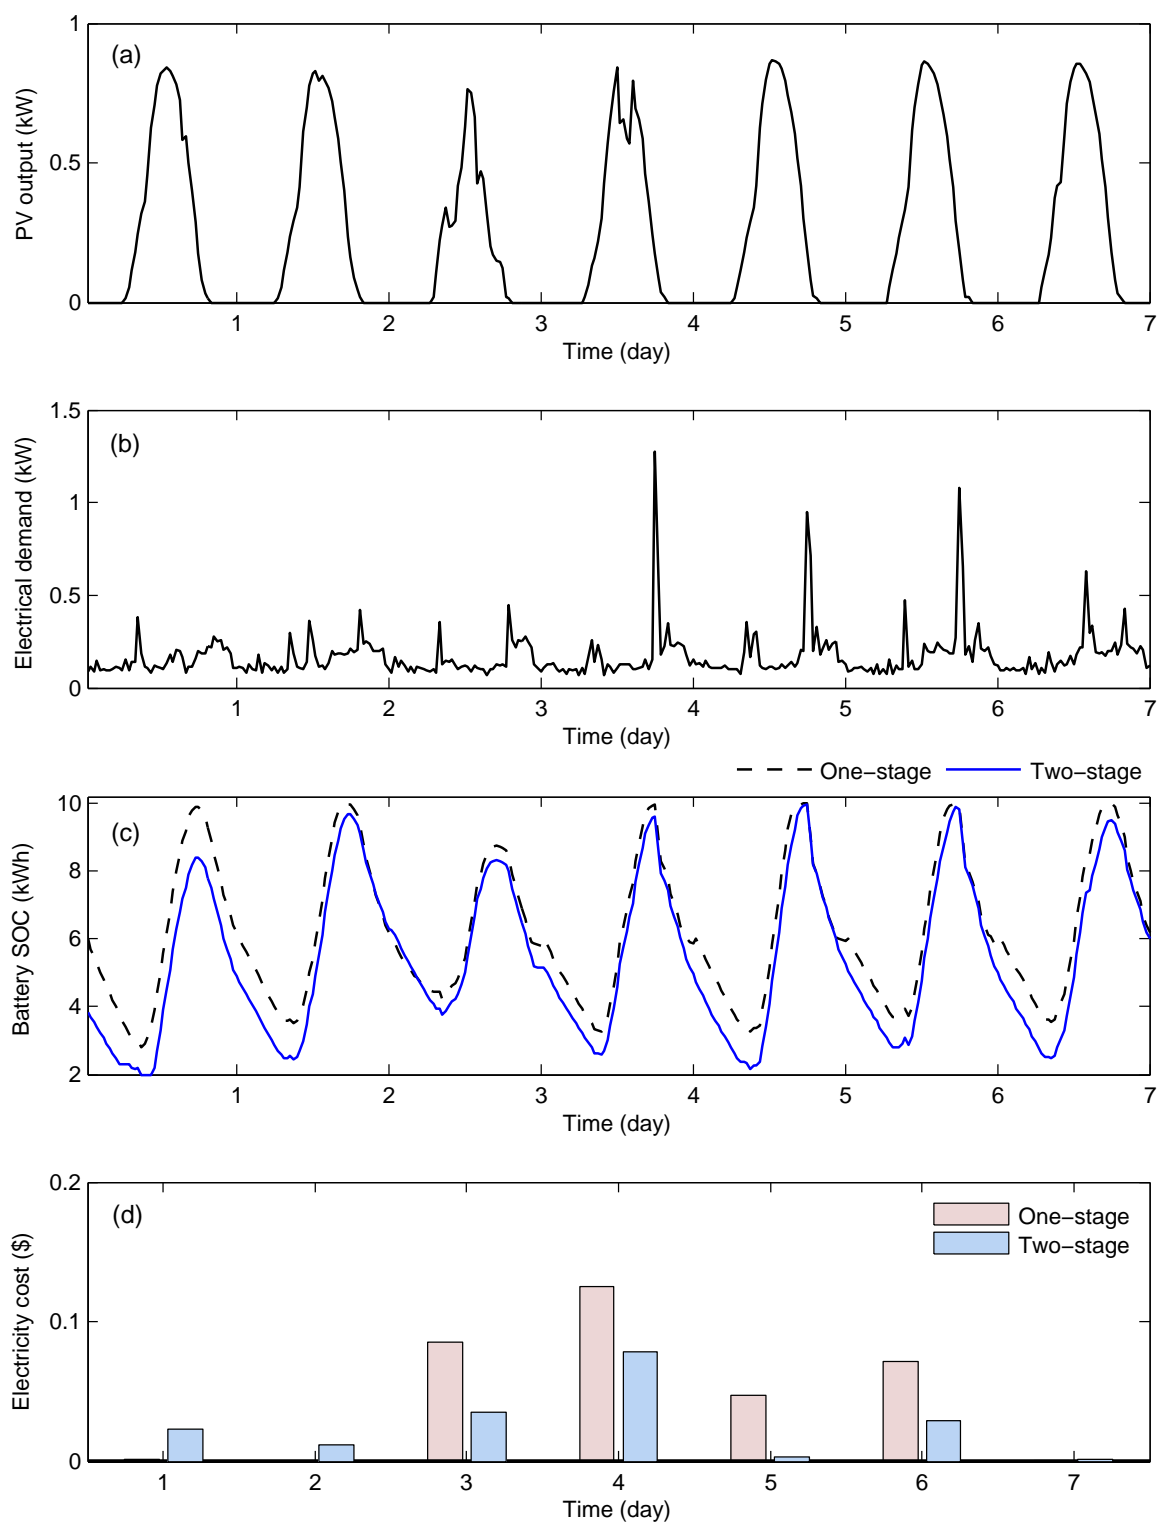 1
(a)
0.5
0
PV output (kW)
1 2 3 4 5 6 7
Time (day)
1.5
(b)
1
0.5
0
Electrical demand (kW)
1 2 3 4 5 6 7
Time (day)
One−stage Two−stage
10
(c)
8
6
4
2
Battery SOC (kWh)
1 2 3 4 5 6 7
Time (day)
0.2
(d)
One−stage
Two−stage
0.1
0
Electricity cost ($)
1 2 3 4 5 6 7
Time (day)